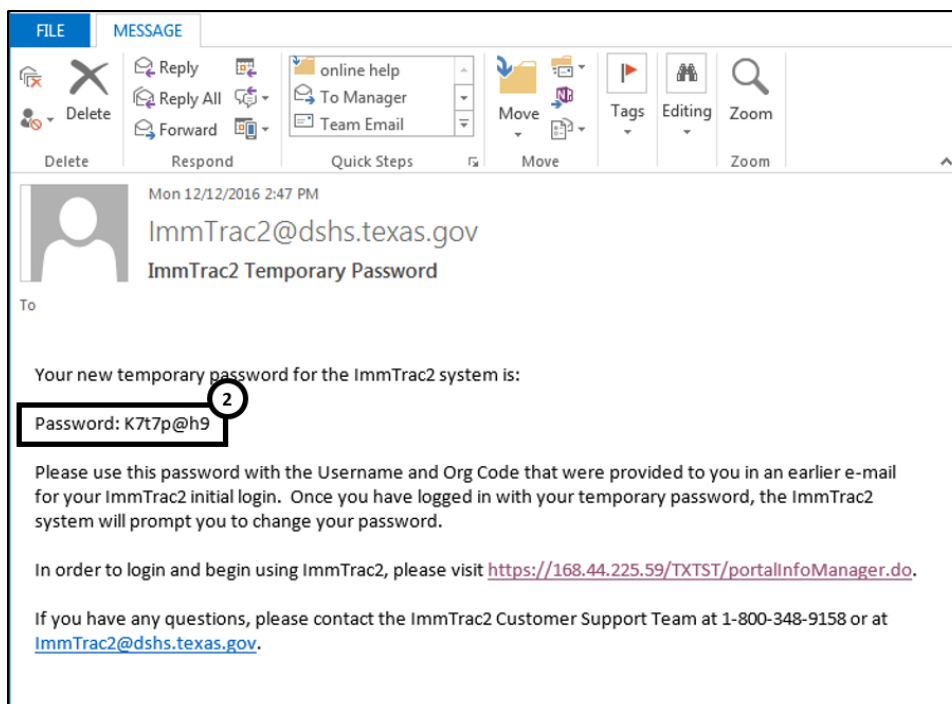 FILE MESSAGE
Reply
Reply All
Forward
Delete
online help
To Manager
Team Email
Move
Tags
Editing
Zoom
Delete Respond Quick Steps Move Zoom
Mon 12/12/2016 2:47 PM
ImmTrac2@dshs.texas.gov
ImmTrac2 Temporary Password
To
Your new temporary password for the ImmTrac2 system is:
2
Password: K7t7p@h9
Please use this password with the Username and Org Code that were provided to you in an earlier e-mail
for your ImmTrac2 initial login. Once you have logged in with your temporary password, the ImmTrac2
system will prompt you to change your password.
In order to login and begin using ImmTrac2, please visit https://168.44.225.59/TXTST/portalInfoManager.do.
If you have any questions, please contact the ImmTrac2 Customer Support Team at 1-800-348-9158 or at
ImmTrac2@dshs.texas.gov.